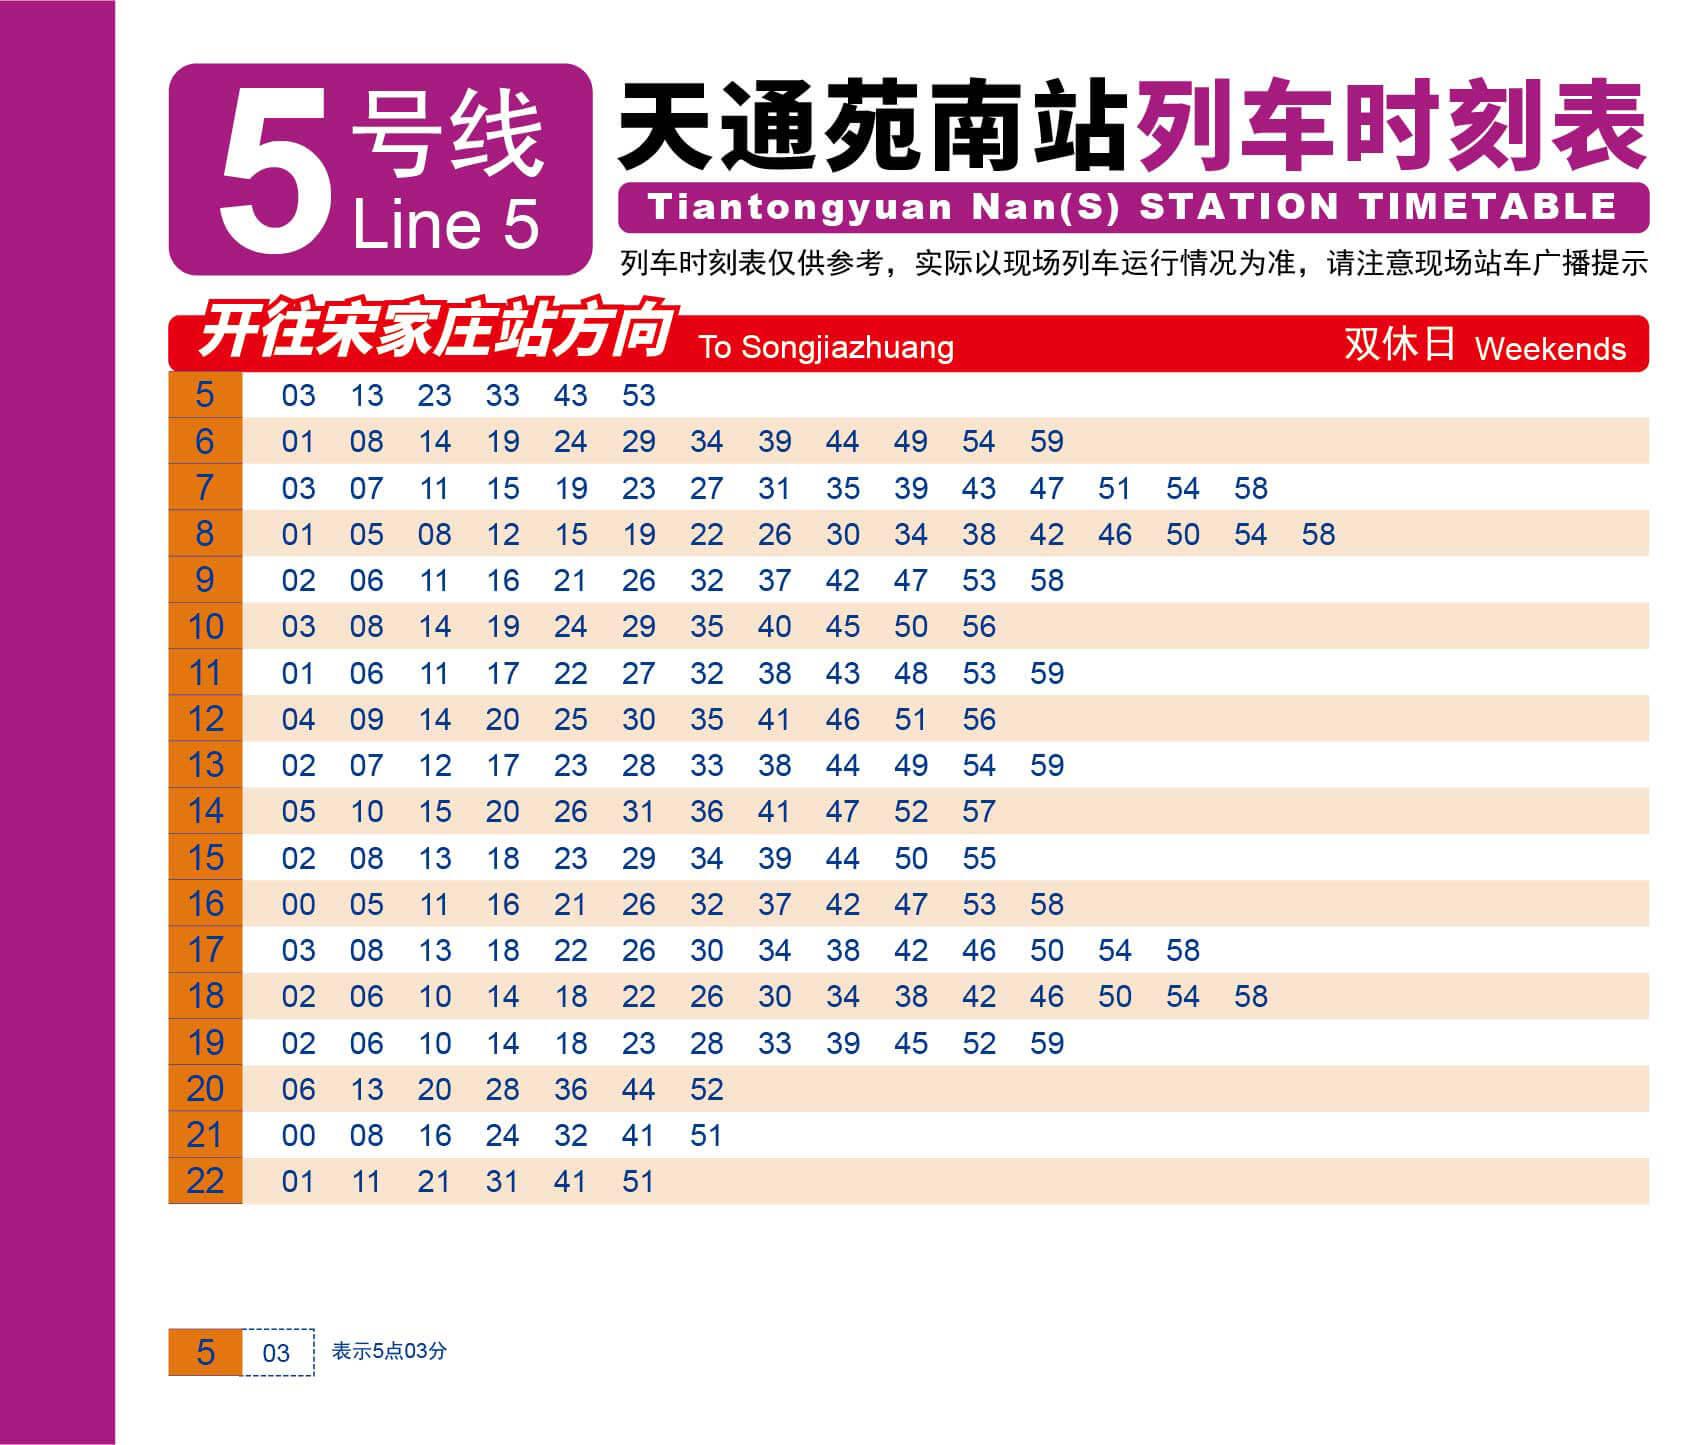 5号线
Line 5
天通苑南站列车时刻表
Tiantongyuan Nan(S) STATION TIMETABLE
列车时刻表仅供参考，实际以现场列车运行情况为准，请注意现场站车广播提示
开往宋家庄站方向 To Songjiazhuang 双休日 Weekends
5 03 13 23 33 43 53
6 01 08 14 19 24 29 34 39 44 49 54 59
7 03 07 11 15 19 23 27 31 35 39 43 47 51 54 58
8 01 05 08 12 15 19 22 26 30 34 38 42 46 50 54 58
9 02 06 11 16 21 26 32 37 42 47 53 58
10 03 08 14 19 24 29 35 40 45 50 56
11 01 06 11 17 22 27 32 38 43 48 53 59
12 04 09 14 20 25 30 35 41 46 51 56
13 02 07 12 17 23 28 33 38 44 49 54 59
14 05 10 15 20 26 31 36 41 47 52 57
15 02 08 13 18 23 29 34 39 44 50 55
16 00 05 11 16 21 26 32 37 42 47 53 58
17 03 08 13 18 22 26 30 34 38 42 46 50 54 58
18 02 06 10 14 18 22 26 30 34 38 42 46 50 54 58
19 02 06 10 14 18 23 28 33 39 45 52 59
20 06 13 20 28 36 44 52
21 00 08 16 24 32 41 51
22 01 11 21 31 41 51
5 03 表示5点03分